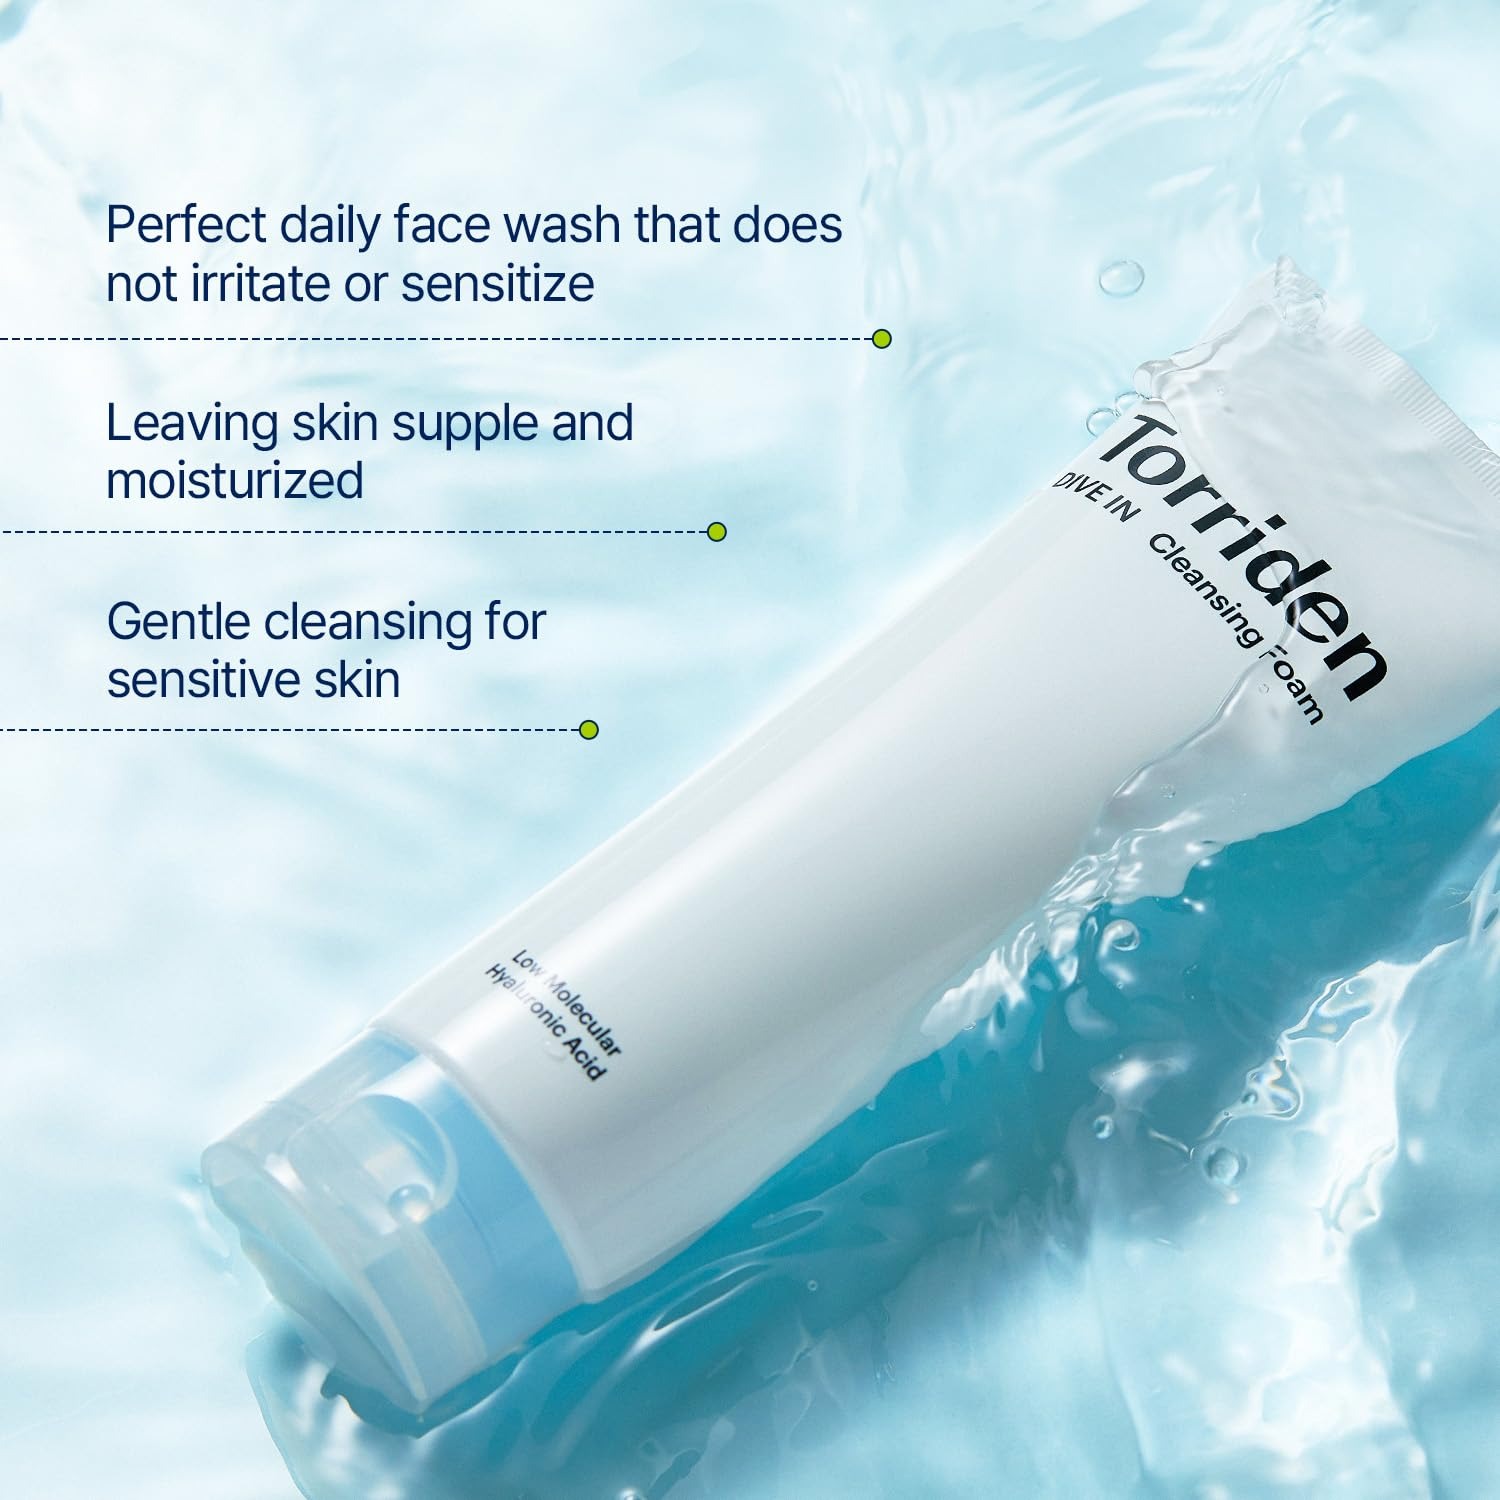 Perfect daily face wash that does
not irritate or sensitize
Leaving skin supple and
moisturized
Gentle cleansing for
sensitive skin
Torriden
DIVE IN Cleansing Foam
Low Molecular
Hyaluronic Acid